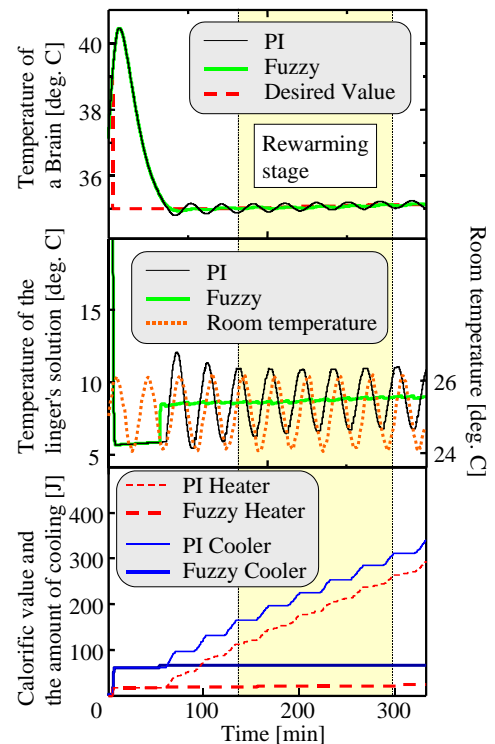 Temperature of
a Brain [deg. C]
40
35
PI
Fuzzy
Desired Value
Rewarming
stage
Temperature of the
linger's solution [deg. C]
15
10
5
PI
Fuzzy
Room temperature
26
24
Room temperature [deg. C]
Calorific value and
the amount of cooling [J]
400
300
200
100
PI Heater
Fuzzy Heater
PI Cooler
Fuzzy Cooler
0 100 200 300
Time [min]